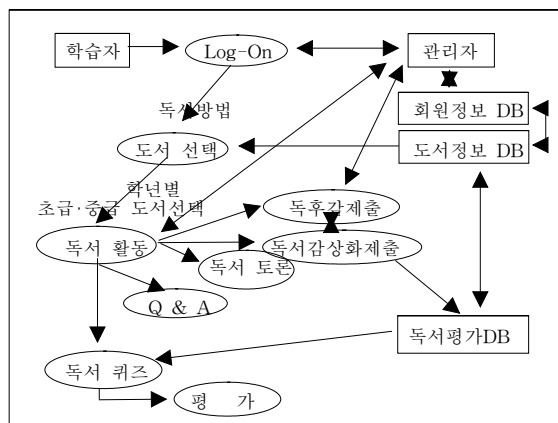 학습자
Log-On
관리자
독서방법
회원정보 DB
도서 선택
도서정보 DB
학년별
초급·중급 도서선택
독후감제출
독서 활동
독서감상화제출
독서 토론
Q & A
독서평가DB
독서 퀴즈
평 가